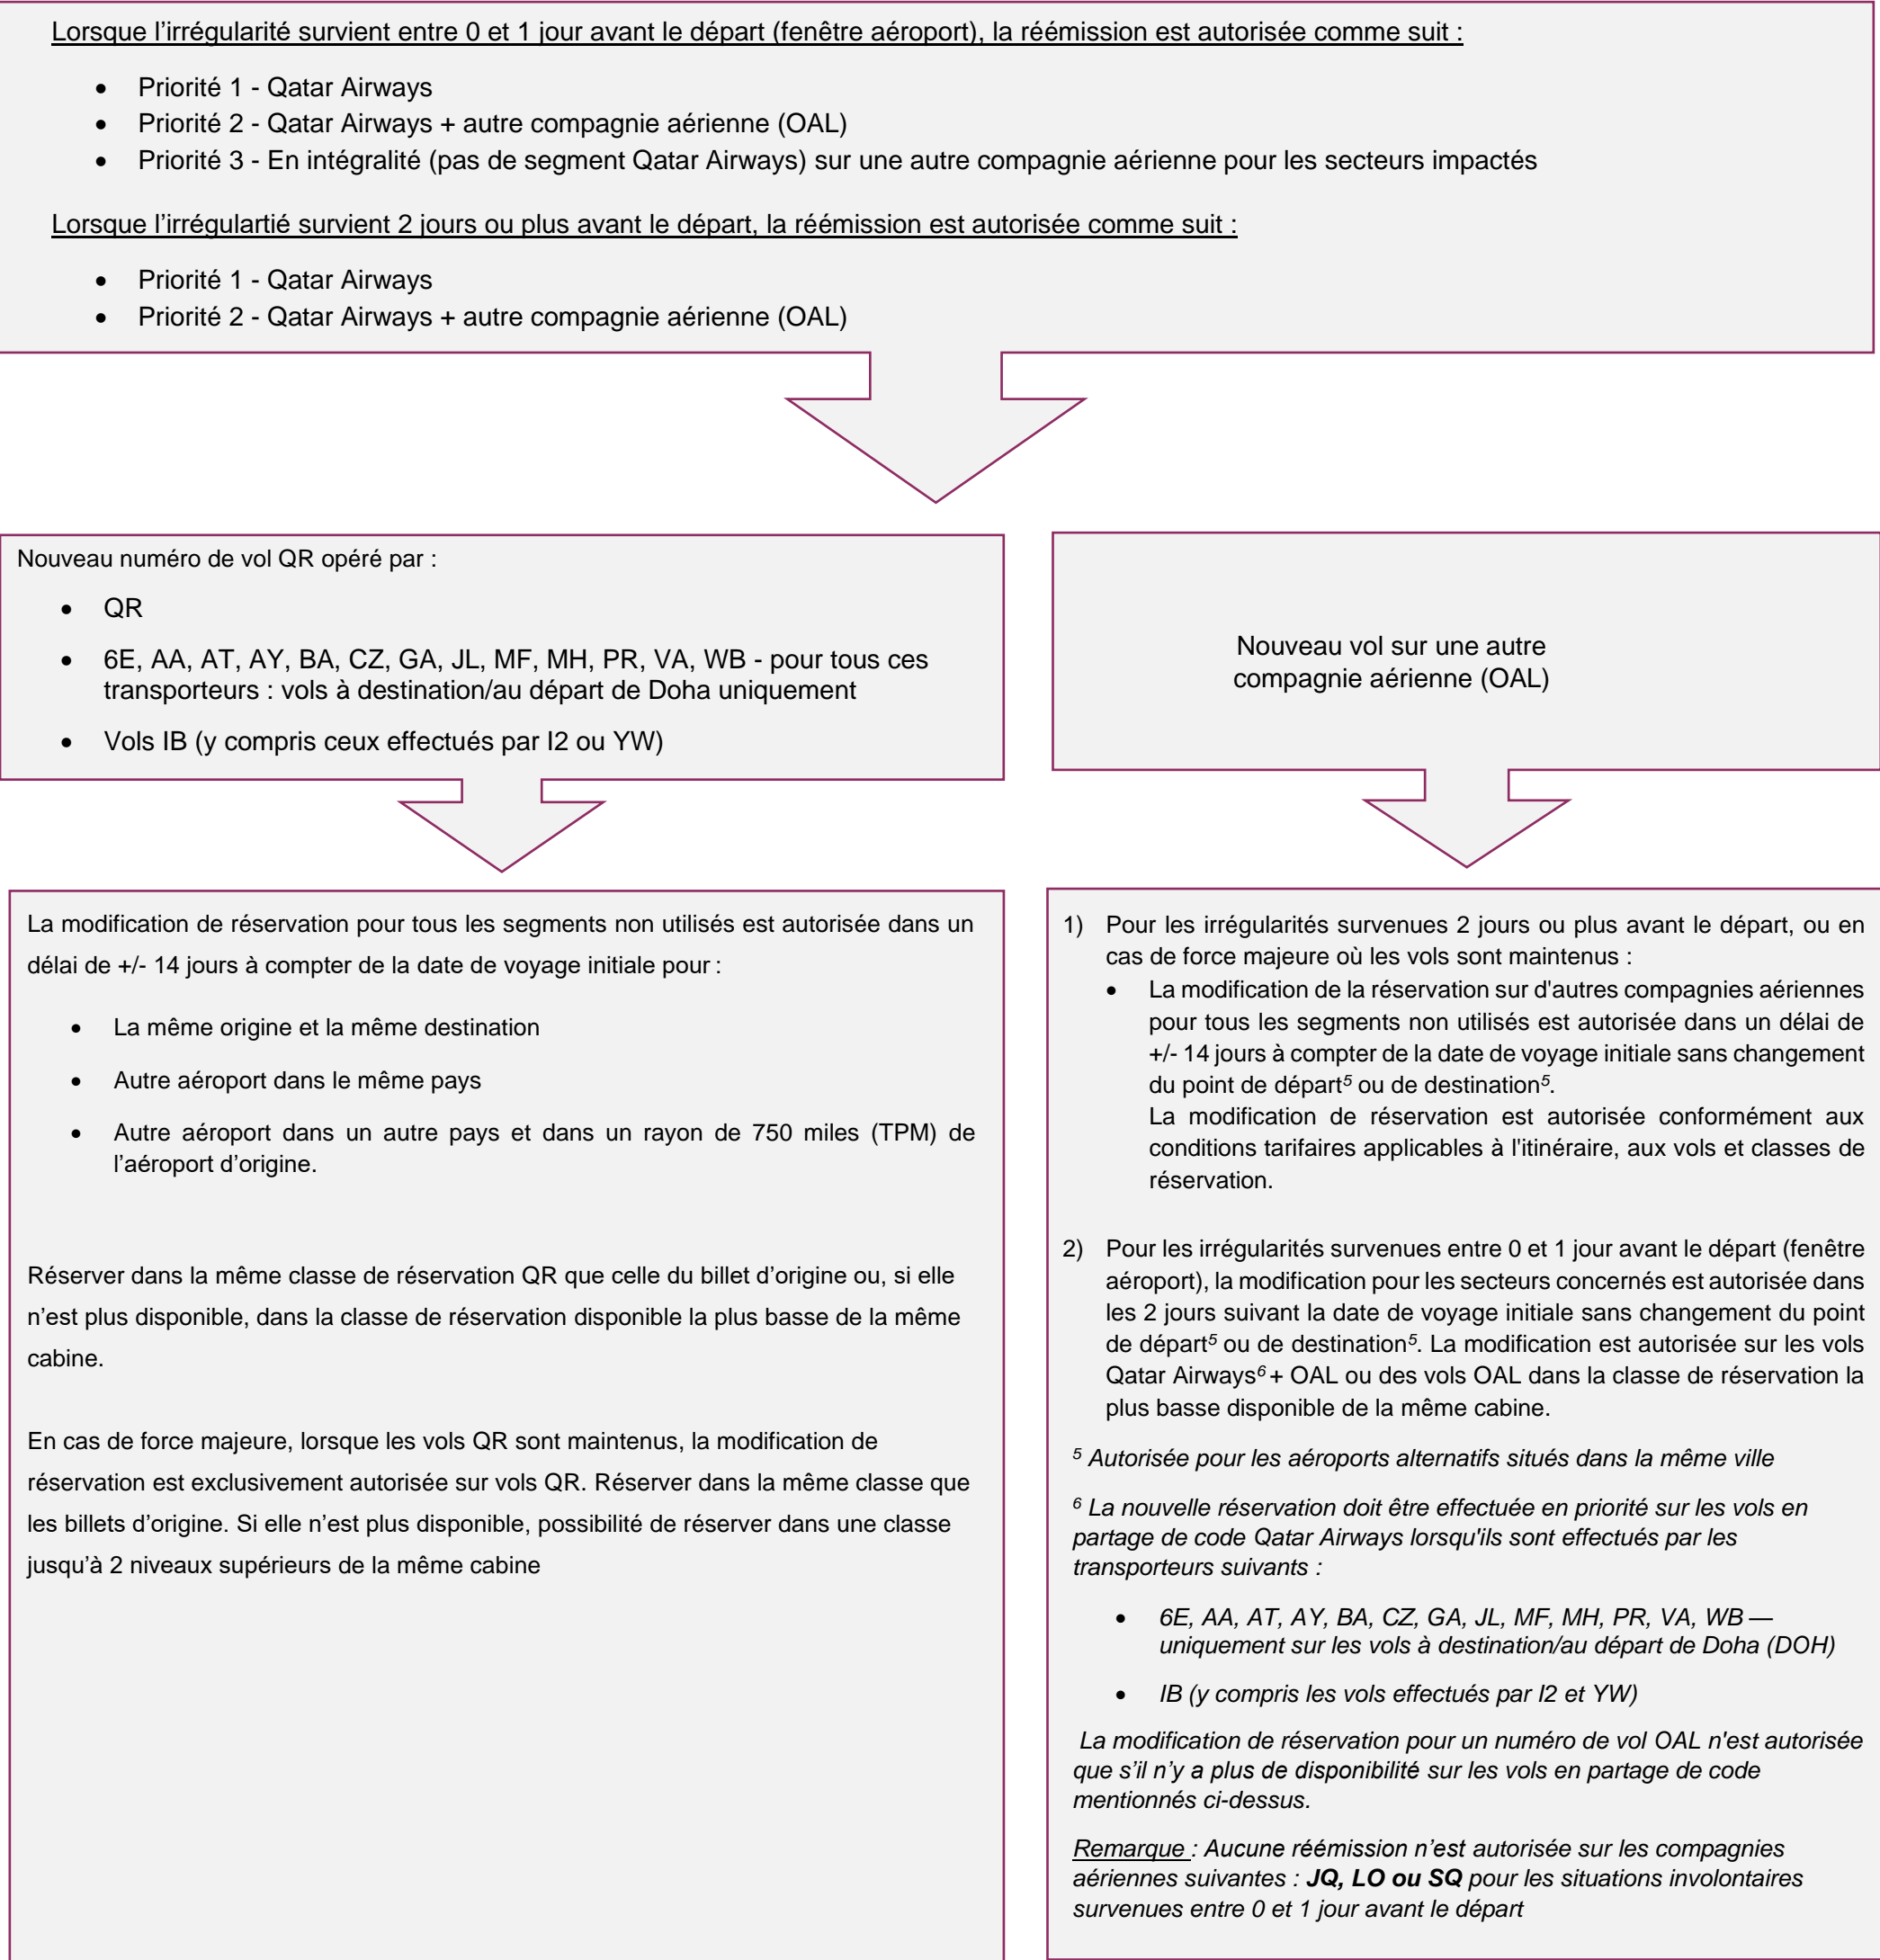 Lorsque l’irrégularité survient entre 0 et 1 jour avant le départ (fenêtre aéroport), la réémission est autorisée comme suit :
• Priorité 1 - Qatar Airways
• Priorité 2 - Qatar Airways + autre compagnie aérienne (OAL)
• Priorité 3 - En intégralité (pas de segment Qatar Airways) sur une autre compagnie aérienne pour les secteurs impactés
Lorsque l’irrégulartié survient 2 jours ou plus avant le départ, la réémission est autorisée comme suit :
• Priorité 1 - Qatar Airways
• Priorité 2 - Qatar Airways + autre compagnie aérienne (OAL)
Nouveau numéro de vol QR opéré par :
• QR
• 6E, AA, AT, AY, BA, CZ, GA, JL, MF, MH, PR, VA, WB - pour tous ces
transporteurs : vols à destination/au départ de Doha uniquement
• Vols IB (y compris ceux effectués par I2 ou YW)
Nouveau vol sur une autre
compagnie aérienne (OAL)
La modification de réservation pour tous les segments non utilisés est autorisée dans un
délai de +/- 14 jours à compter de la date de voyage initiale pour :
• La même origine et la même destination
• Autre aéroport dans le même pays
• Autre aéroport dans un autre pays et dans un rayon de 750 miles (TPM) de
l’aéroport d’origine.
Réserver dans la même classe de réservation QR que celle du billet d’origine ou, si elle
n’est plus disponible, dans la classe de réservation disponible la plus basse de la même
cabine.
En cas de force majeure, lorsque les vols QR sont maintenus, la modification de
réservation est exclusivement autorisée sur vols QR. Réserver dans la même classe que
les billets d’origine. Si elle n’est plus disponible, possibilité de réserver dans une classe
jusqu’à 2 niveaux supérieurs de la même cabine
1) Pour les irrégularités survenues 2 jours ou plus avant le départ, ou en
cas de force majeure où les vols sont maintenus :
• La modification de la réservation sur d'autres compagnies aériennes
pour tous les segments non utilisés est autorisée dans un délai de
+/- 14 jours à compter de la date de voyage initiale sans changement
du point de départ⁵ ou de destination⁵.
La modification de réservation est autorisée conformément aux
conditions tarifaires applicables à l'itinéraire, aux vols et classes de
réservation.
2) Pour les irrégularités survenues entre 0 et 1 jour avant le départ (fenêtre
aéroport), la modification pour les secteurs concernés est autorisée dans
les 2 jours suivant la date de voyage initiale sans changement du point
de départ⁵ ou de destination⁵. La modification est autorisée sur les vols
Qatar Airways⁶ + OAL ou des vols OAL dans la classe de réservation la
plus basse disponible de la même cabine.
⁵ Autorisée pour les aéroports alternatifs situés dans la même ville
⁶ La nouvelle réservation doit être effectuée en priorité sur les vols en
partage de code Qatar Airways lorsqu'ils sont effectués par les
transporteurs suivants :
• 6E, AA, AT, AY, BA, CZ, GA, JL, MF, MH, PR, VA, WB —
uniquement sur les vols à destination/au départ de Doha (DOH)
• IB (y compris les vols effectués par I2 et YW)
La modification de réservation pour un numéro de vol OAL n'est autorisée
que s’il n’y a plus de disponibilité sur les vols en partage de code
mentionnés ci-dessus.
Remarque : Aucune réémission n’est autorisée sur les compagnies
aériennes suivantes : JQ, LO ou SQ pour les situations involontaires
survenues entre 0 et 1 jour avant le départ